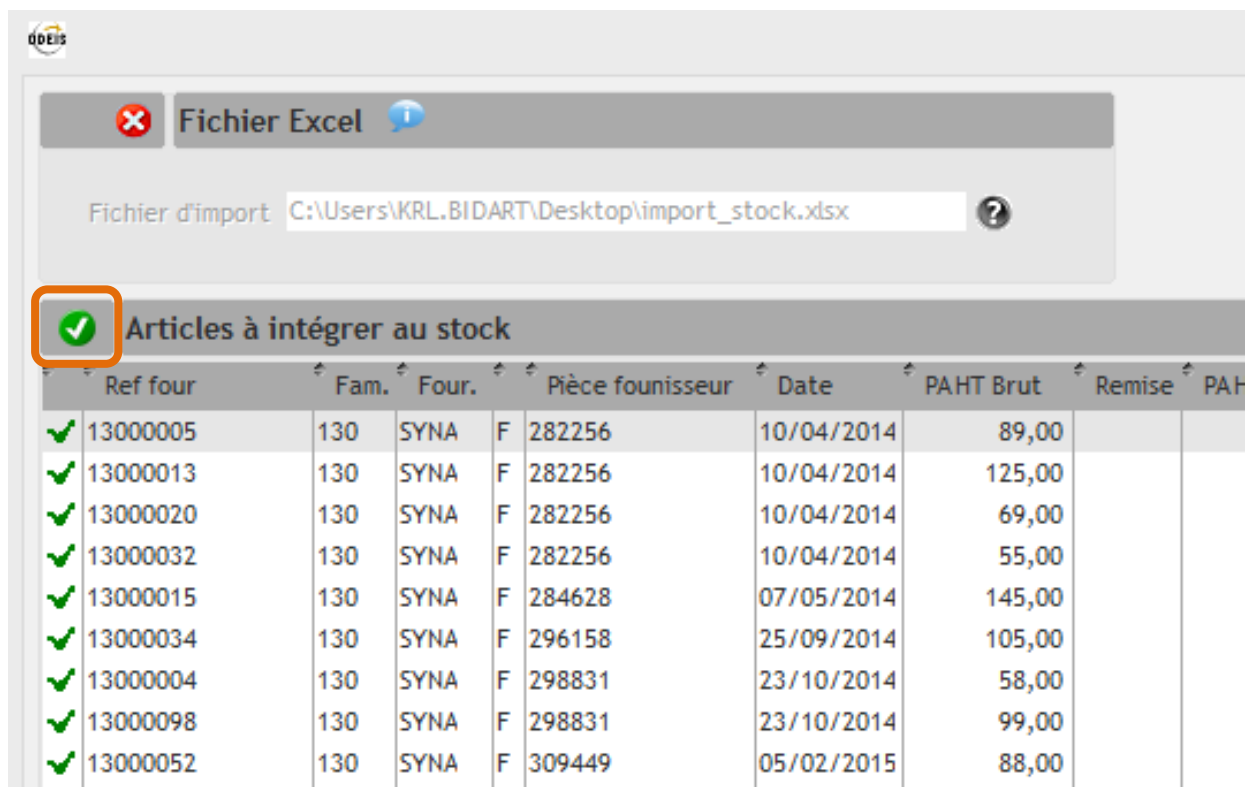 ODEIS
Fichier Excel
Fichier d'import C:\Users\KRL.BIDART\Desktop\import_stock.xlsx
Articles à intégrer au stock
Ref four Fam. Four. Pièce founisseur Date PAHT Brut Remise PAH
13000005 130 SYNA F 282256 10/04/2014 89,00
13000013 130 SYNA F 282256 10/04/2014 125,00
13000020 130 SYNA F 282256 10/04/2014 69,00
13000032 130 SYNA F 282256 10/04/2014 55,00
13000015 130 SYNA F 284628 07/05/2014 145,00
13000034 130 SYNA F 296158 25/09/2014 105,00
13000004 130 SYNA F 298831 23/10/2014 58,00
13000098 130 SYNA F 298831 23/10/2014 99,00
13000052 130 SYNA F 309449 05/02/2015 88,00